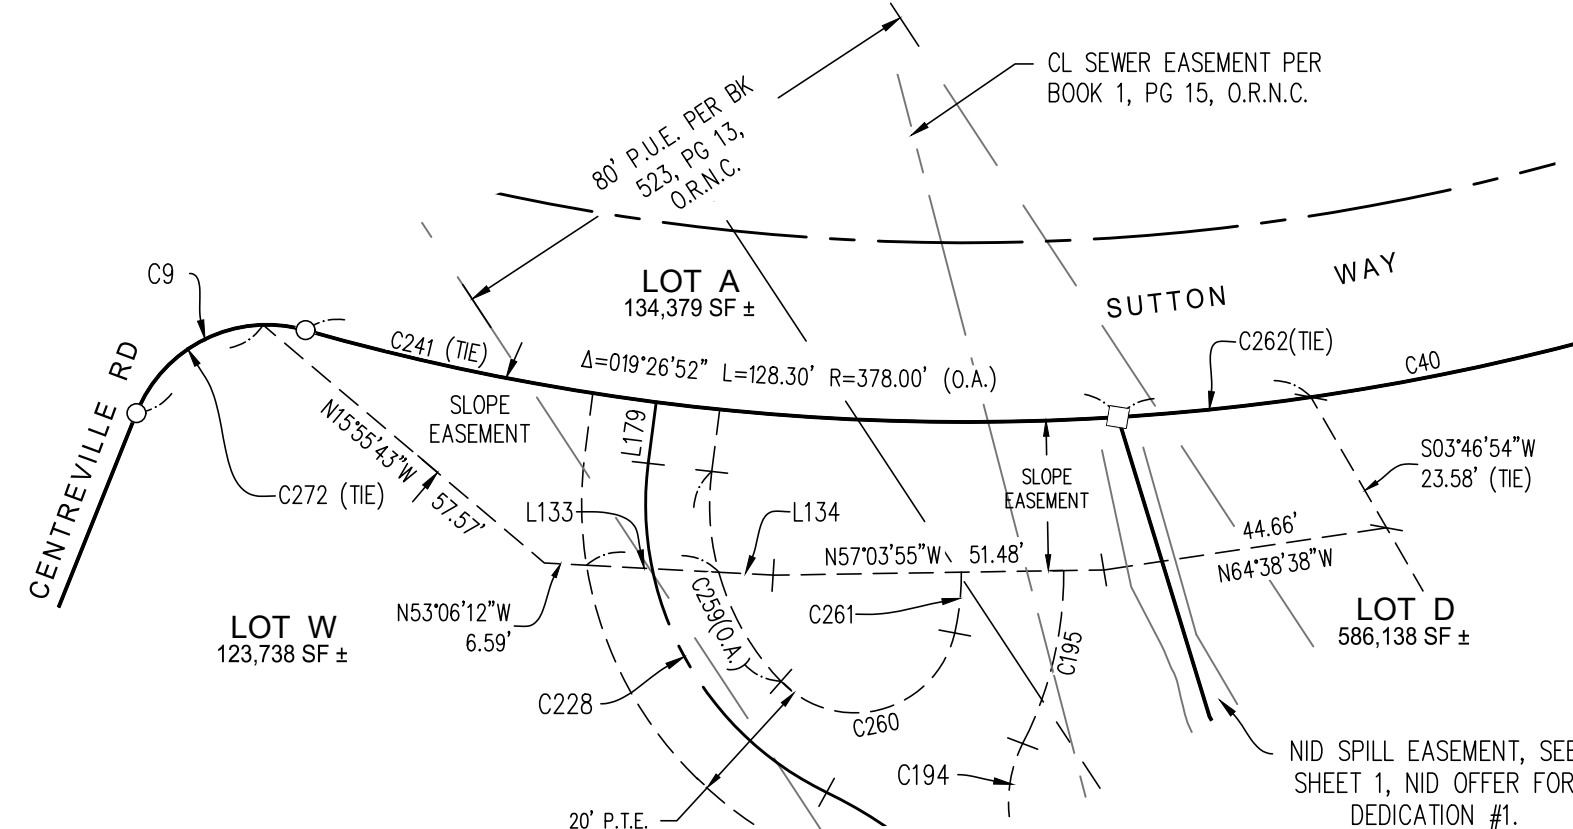 CL SEWER EASEMENT PER
BOOK 1, PG 15, O.R.N.C.
80' P.U.E. PER BK
523, PG 13,
O.R.N.C.
C9
LOT A
134,379 SF ±
SUTTON WAY
C241 (TIE)
Δ=019°26'52" L=128.30' R=378.00' (O.A.)
C262(TIE)
C40
CENTREVILLE RD
SLOPE
EASEMENT
L179
N15°55'43"W 57.57'
C272 (TIE)
SLOPE
EASEMENT
S03°46'54"W
23.58' (TIE)
L133
L134
N57°03'55"W 51.48'
44.66'
N64°38'38"W
N53°06'12"W
6.59'
C259(O.A.)
C261
C195
LOT W
123,738 SF ±
LOT D
586,138 SF ±
C228
C260
C194
NID SPILL EASEMENT, SEE
SHEET 1, NID OFFER FOR
DEDICATION #1.
20' P.T.E.